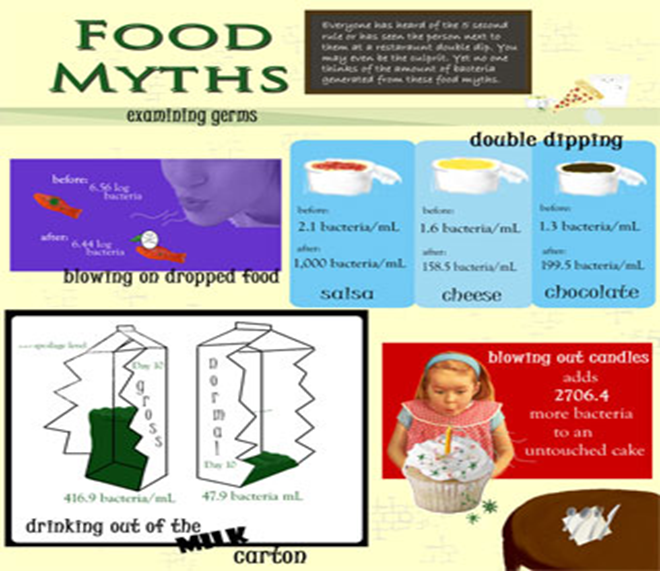 FOOD
MYTHS
examining germs
Everyone has heard of the 5 second
rule or has seen the person next to
them at a restaraunt double dip. You
may even be the culprit. Yet no one
thinks of the amount of bacteria
generated from these food myths.
before:
6.56 log
bacteria
after:
6.44 log
bacteria
blowing on dropped food
double dipping
before:
2.1 bacteria/mL
after:
1,000 bacteria/mL
salsa
before:
1.6 bacteria/mL
after:
158.5 bacteria/mL
cheese
before:
1.3 bacteria/mL
after:
199.5 bacteria/mL
chocolate
spoilage level
Day 10
gross
416.9 bacteria/mL
normal
Day 10
47.9 bacteria mL
drinking out of the
MILK
carton
blowing out candles
adds
2706.4
more bacteria
to an
untouched cake